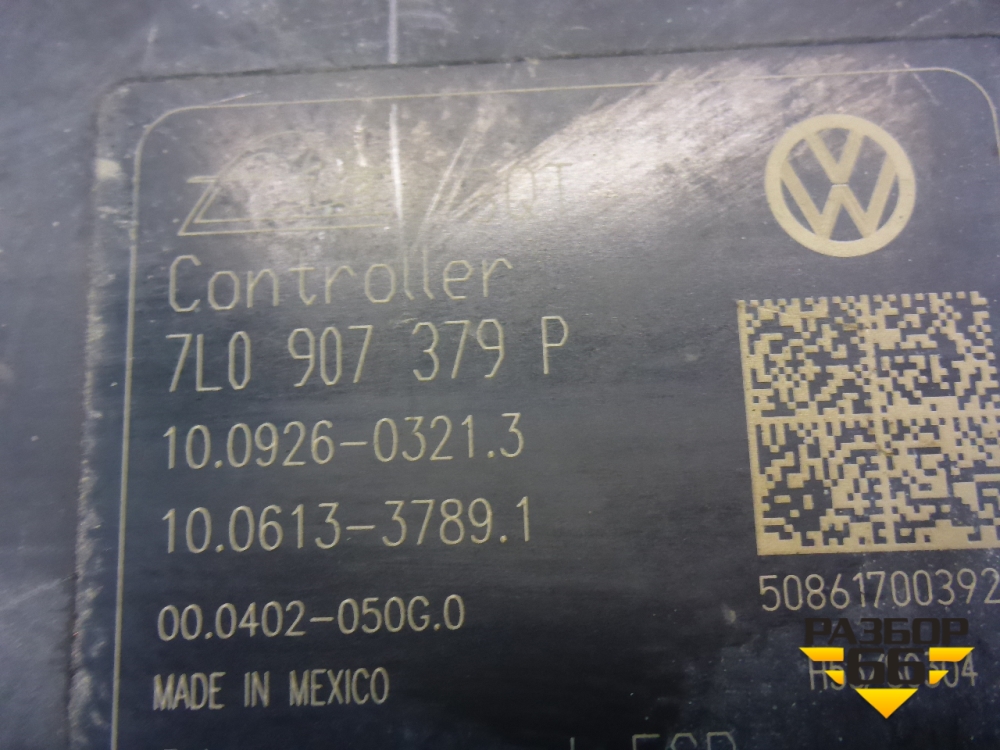 Controller
7L0 907 379 P
10.0926-0321.3
10.0613-3789.1
00.0402-050G.0
MADE IN MEXICO
50861700392
РАЗБОР
66